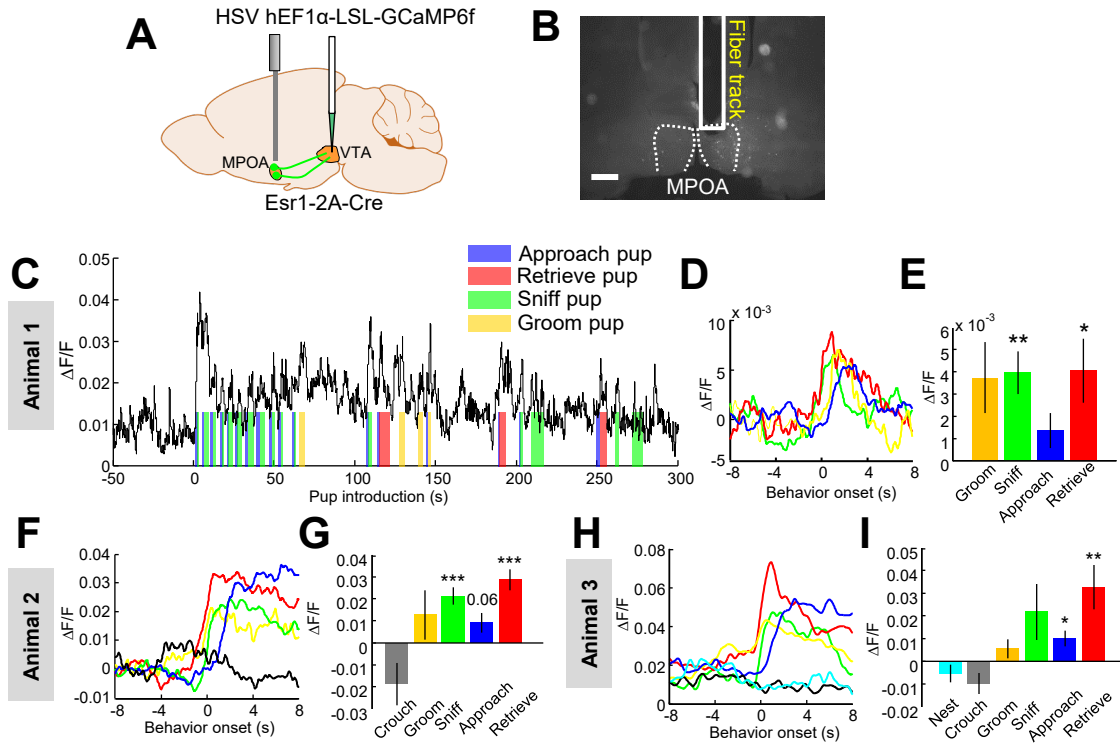 A
HSV hEF1α-LSL-GCaMP6f
MPOA
VTA
Esr1-2A-Cre
B
Fiber track
MPOA
Animal 1
C
Approach pup
Retrieve pup
Sniff pup
Groom pup
ΔF/F
0.05
0.04
0.03
0.02
0.01
0
-50 0 50 100 150 200 250 300
Pup introduction (s)
D
x 10⁻³
ΔF/F
10
5
0
-5
-8 -4 0 4 8
Behavior onset (s)
E
x 10⁻³
ΔF/F
6
5
4
3
2
1
0
** *
Groom Sniff Approach Retrieve
Animal 2
F
ΔF/F
0.04
0.03
0.02
0.01
0
-0.01
-8 -4 0 4 8
Behavior onset (s)
G
ΔF/F
0.04
0.03
0.02
0.01
0
-0.01
-0.02
-0.03
*** 0.06 ***
Crouch Groom Sniff Approach Retrieve
Animal 3
H
ΔF/F
0.08
0.06
0.04
0.02
0
-8 -4 0 4 8
Behavior onset (s)
I
ΔF/F
0.05
0.04
0.03
0.02
0.01
0
-0.01
-0.02
* **
Nest Crouch Groom Sniff Approach Retrieve